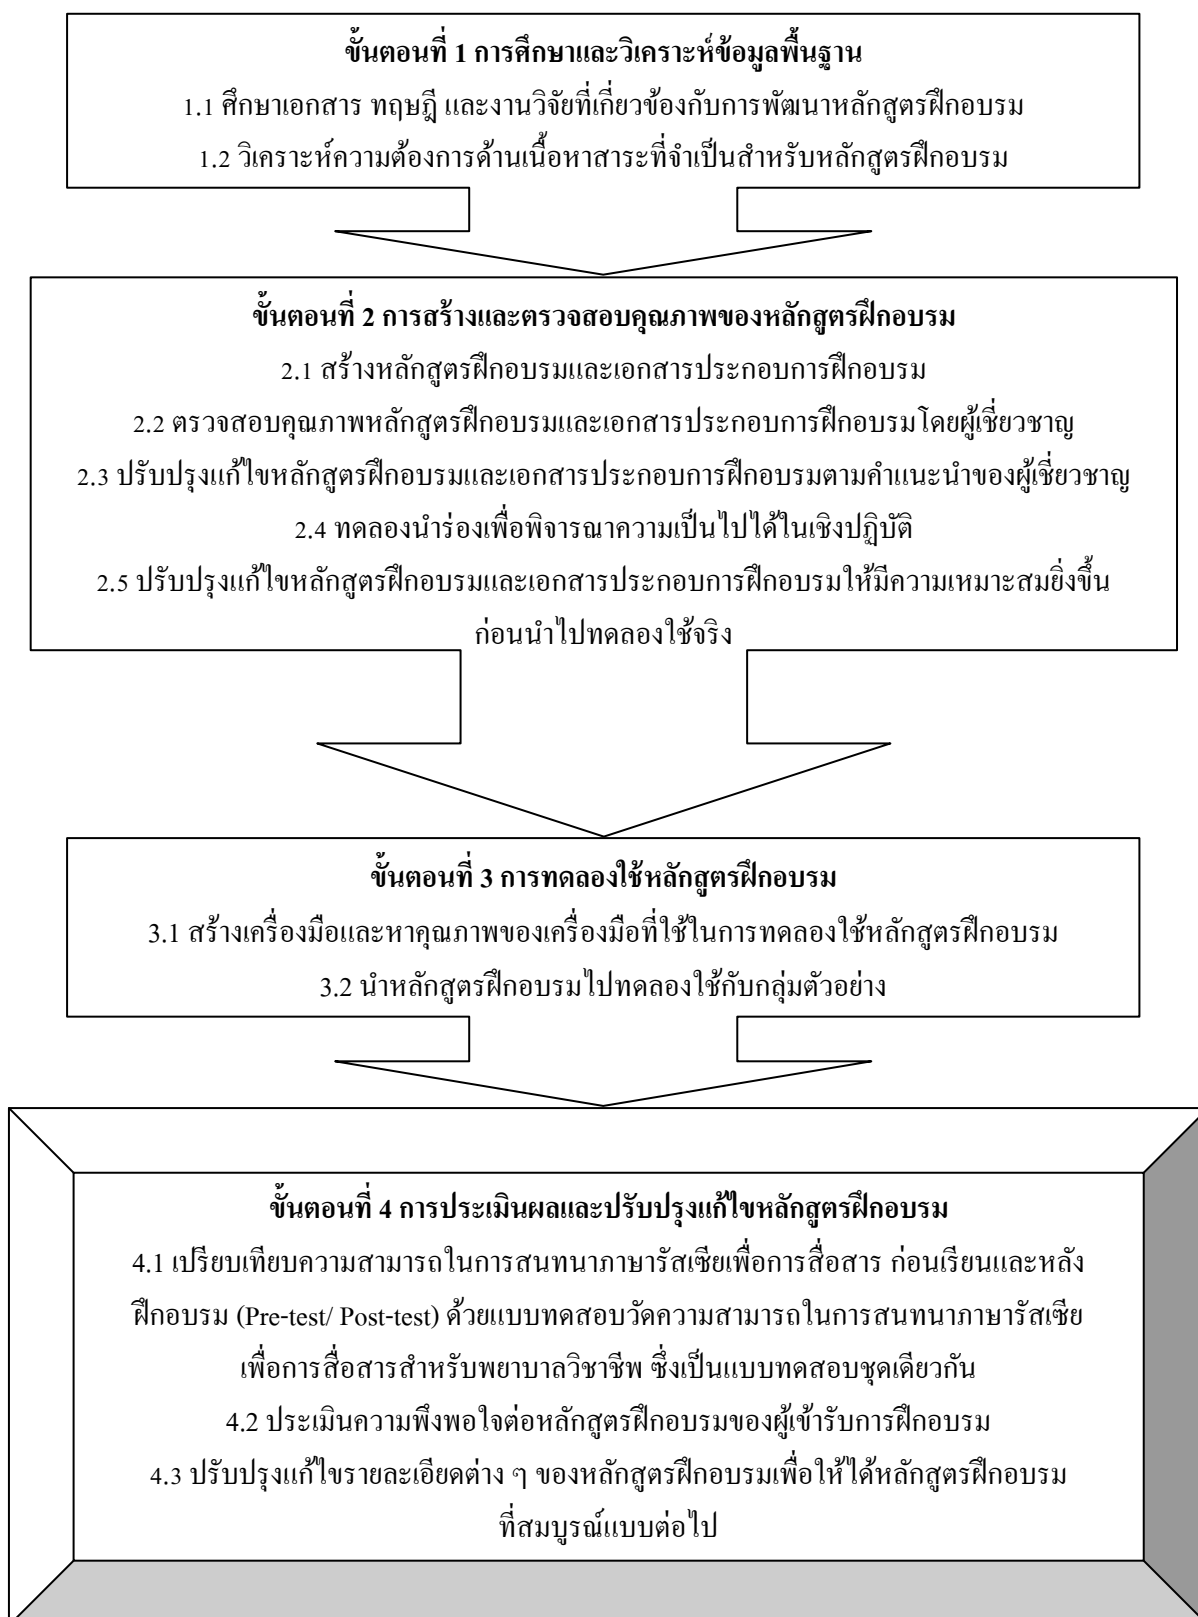 ขั้นตอนที่ 1 การศึกษาและวิเคราะห์ข้อมูลพื้นฐาน
1.1 ศึกษาเอกสาร ทฤษฎี และงานวิจัยที่เกี่ยวข้องกับการพัฒนาหลักสูตรฝึกอบรม
1.2 วิเคราะห์ความต้องการด้านเนื้อหาสาระที่จำเป็นสำหรับหลักสูตรฝึกอบรม
ขั้นตอนที่ 2 การสร้างและตรวจสอบคุณภาพของหลักสูตรฝึกอบรม
2.1 สร้างหลักสูตรฝึกอบรมและเอกสารประกอบการฝึกอบรม
2.2 ตรวจสอบคุณภาพหลักสูตรฝึกอบรมและเอกสารประกอบการฝึกอบรมโดยผู้เชี่ยวชาญ
2.3 ปรับปรุงแก้ไขหลักสูตรฝึกอบรมและเอกสารประกอบการฝึกอบรมตามคำแนะนำของผู้เชี่ยวชาญ
2.4 ทดลองนำร่องเพื่อพิจารณาความเป็นไปได้ในเชิงปฏิบัติ
2.5 ปรับปรุงแก้ไขหลักสูตรฝึกอบรมและเอกสารประกอบการฝึกอบรมให้มีความเหมาะสมยิ่งขึ้น
ก่อนนำไปทดลองใช้จริง
ขั้นตอนที่ 3 การทดลองใช้หลักสูตรฝึกอบรม
3.1 สร้างเครื่องมือและหาคุณภาพของเครื่องมือที่ใช้ในการทดลองใช้หลักสูตรฝึกอบรม
3.2 นำหลักสูตรฝึกอบรมไปทดลองใช้กับกลุ่มตัวอย่าง
ขั้นตอนที่ 4 การประเมินผลและปรับปรุงแก้ไขหลักสูตรฝึกอบรม
4.1 เปรียบเทียบความสามารถในการสนทนาภาษารัสเซียเพื่อการสื่อสาร ก่อนเรียนและหลัง
ฝึกอบรม (Pre-test/ Post-test) ด้วยแบบทดสอบวัดความสามารถในการสนทนาภาษารัสเซีย
เพื่อการสื่อสารสำหรับพยาบาลวิชาชีพ ซึ่งเป็นแบบทดสอบชุดเดียวกัน
4.2 ประเมินความพึงพอใจต่อหลักสูตรฝึกอบรมของผู้เข้ารับการฝึกอบรม
4.3 ปรับปรุงแก้ไขรายละเอียดต่าง ๆ ของหลักสูตรฝึกอบรมเพื่อให้ได้หลักสูตรฝึกอบรม
ที่สมบูรณ์แบบต่อไป